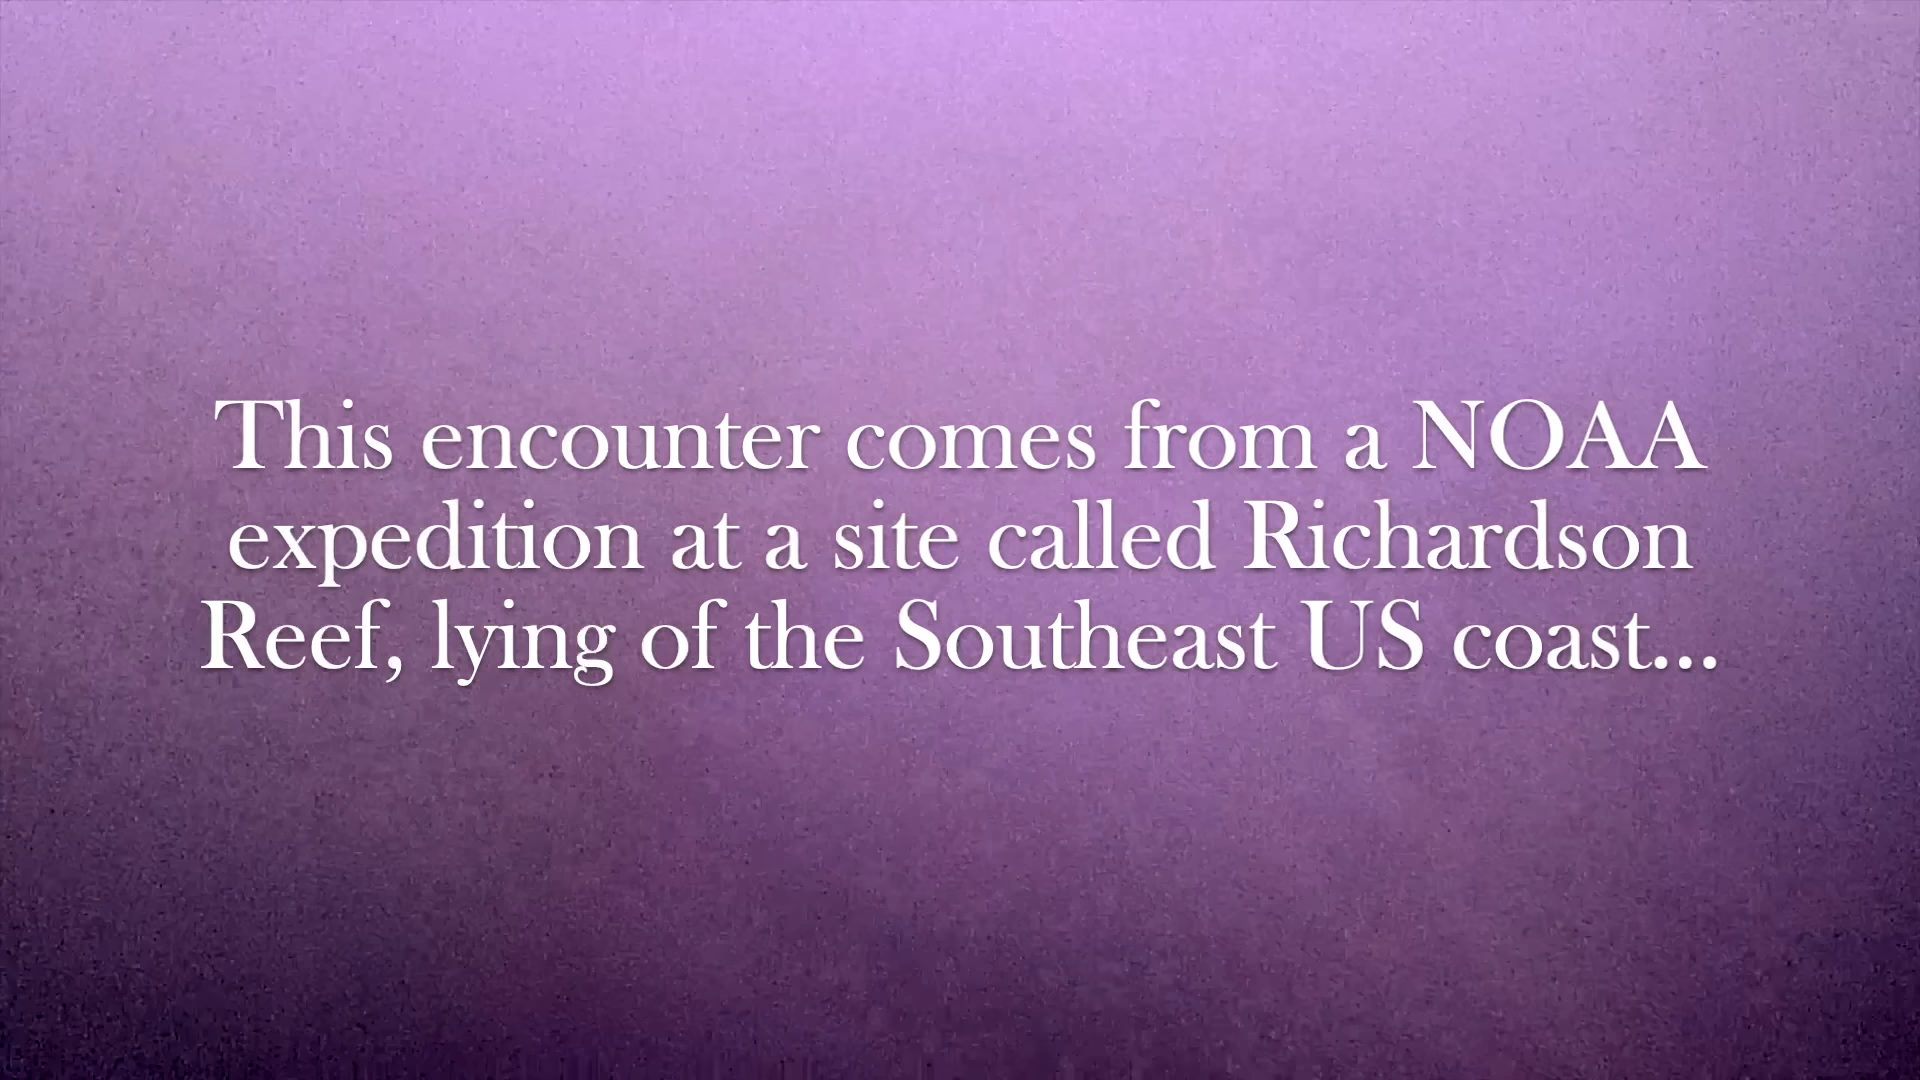 This encounter comes from a NOAA
expedition at a site called Richardson
Reef, lying of the Southeast US coast...